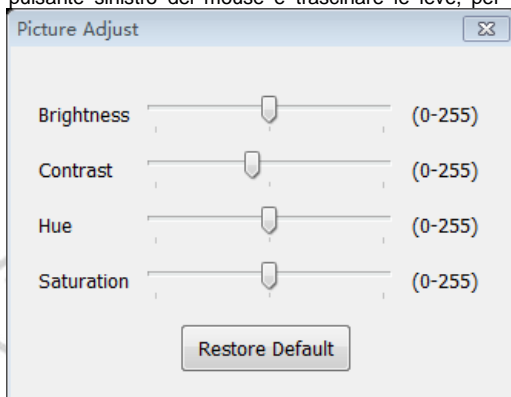 pulsante sinistro del mouse e trascinare le leve, per
Picture Adjust
Brightness (0-255)
Contrast (0-255)
Hue (0-255)
Saturation (0-255)
Restore Default